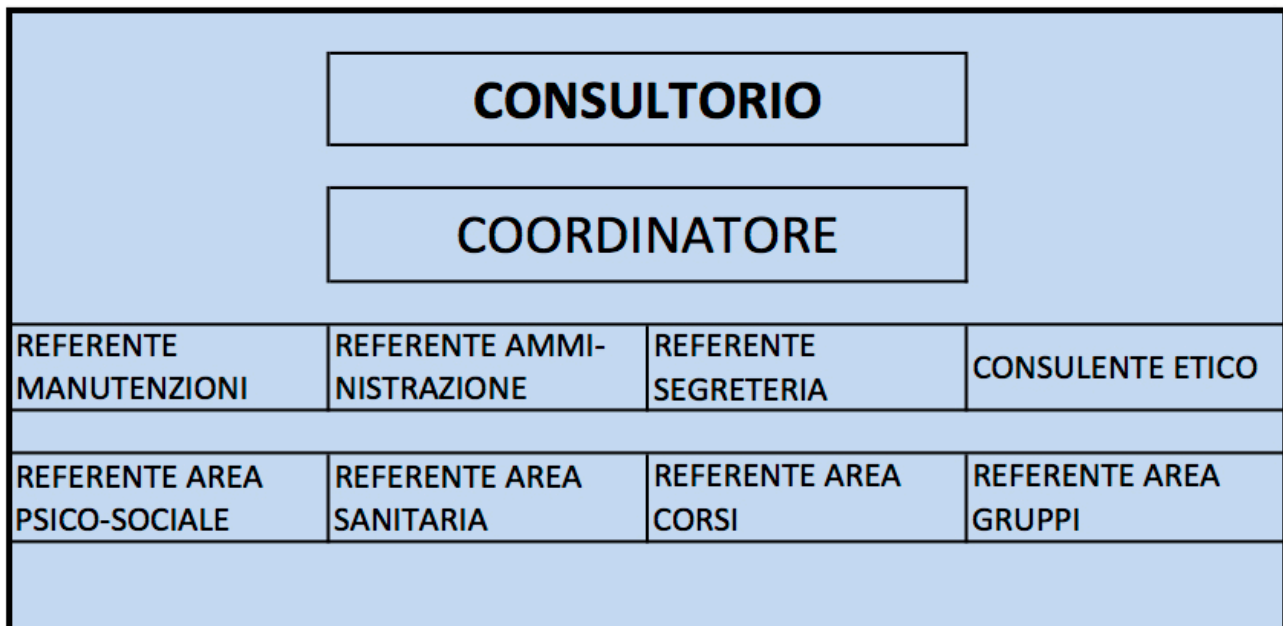 CONSULTORIO
COORDINATORE
REFERENTE
MANUTENZIONI
REFERENTE AMMI-
NISTRAZIONE
REFERENTE
SEGRETERIA
CONSULENTE ETICO
REFERENTE AREA
PSICO-SOCIALE
REFERENTE AREA
SANITARIA
REFERENTE AREA
CORSI
REFERENTE AREA
GRUPPI